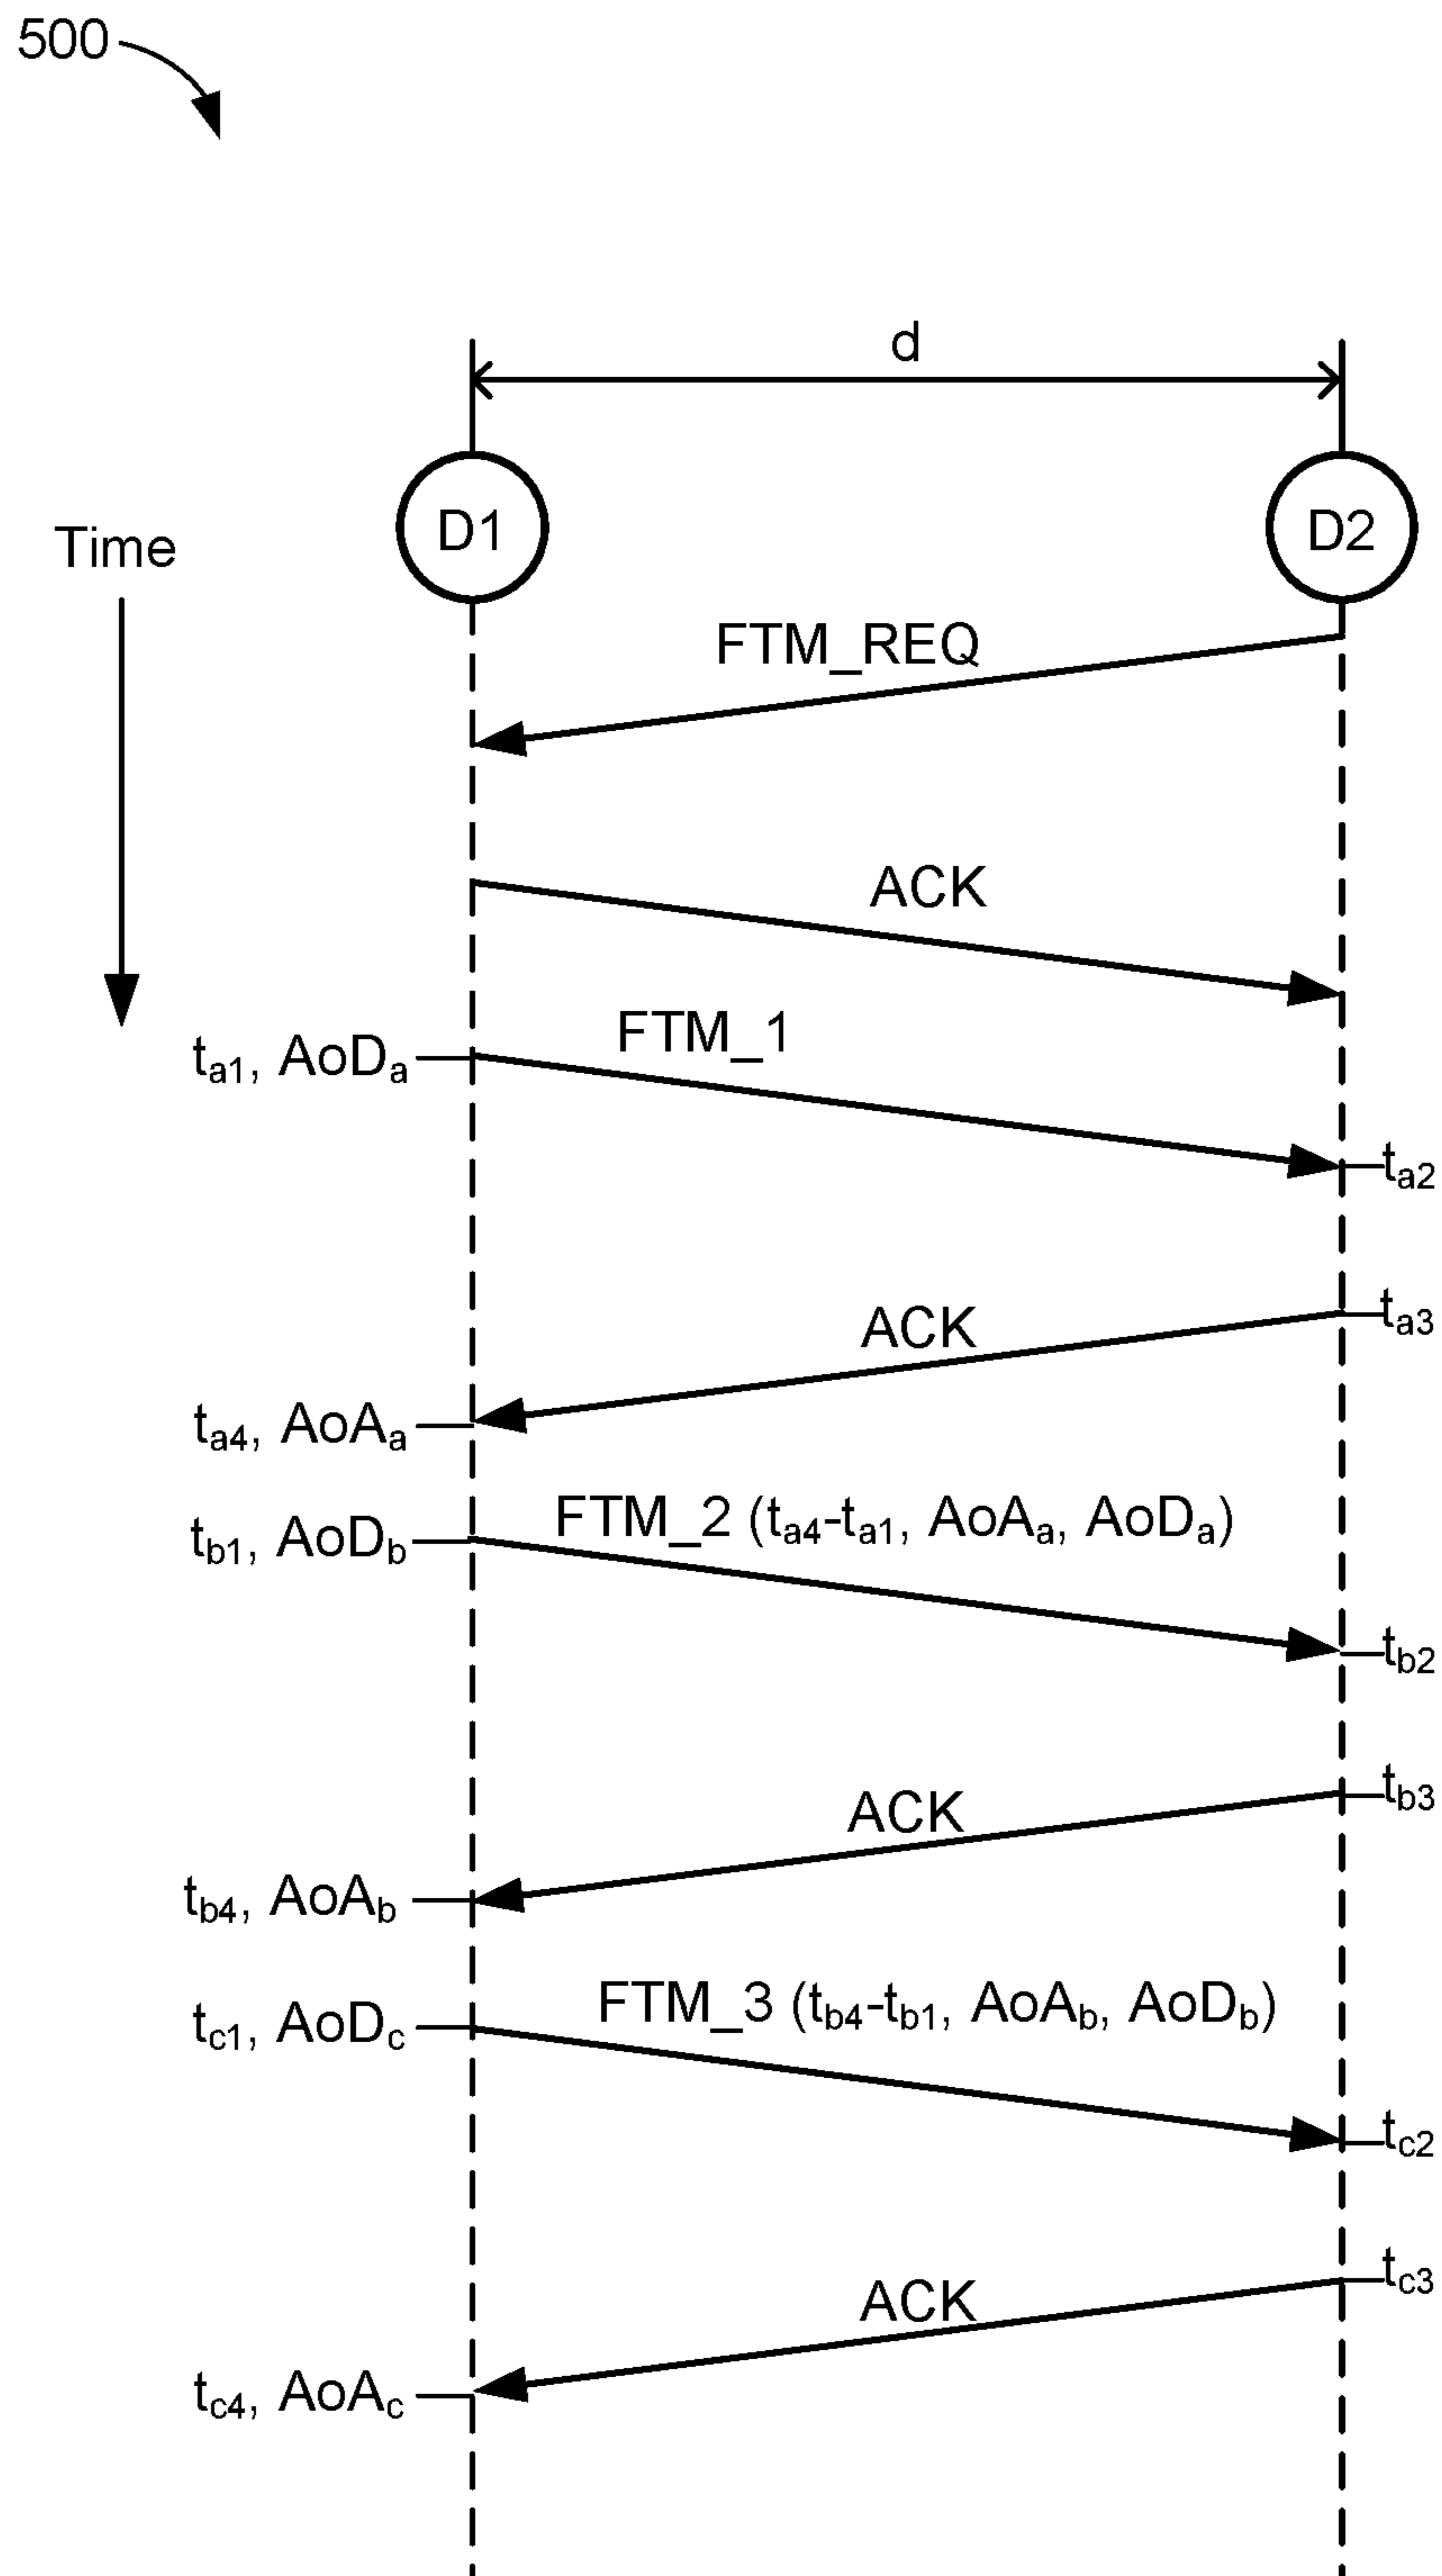 500
d
D1
D2
Time
FTM_REQ
ACK
FTM_1
ta1, AoDa
ta2
ta3
ACK
ta4, AoAa
FTM_2 (ta4-ta1, AoAa, AoDa)
tb1, AoDb
tb2
tb3
ACK
tb4, AoAb
FTM_3 (tb4-tb1, AoAb, AoDb)
tc1, AoDc
tc2
tc3
ACK
tc4, AoAc